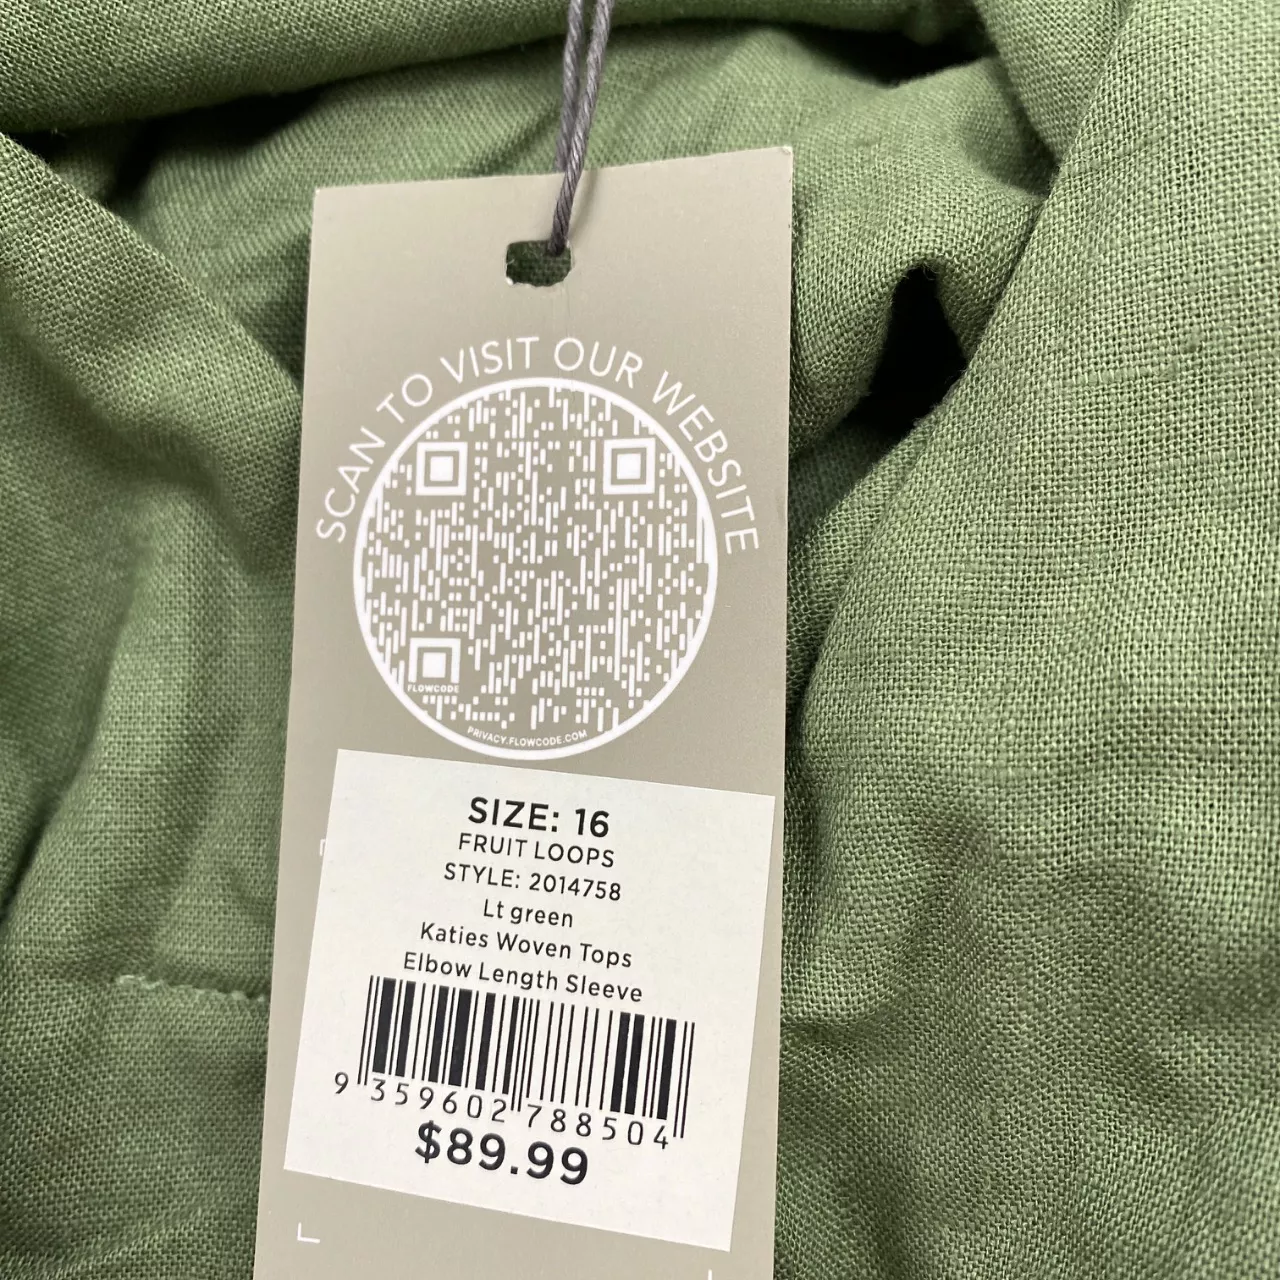 SCAN TO VISIT OUR WEBSITE
FLOWCODE
PRIVACY.FLOWCODE.COM
SIZE: 16
FRUIT LOOPS
STYLE: 2014758
Lt green
Katies Woven Tops
Elbow Length Sleeve
9 359602 788504
$89.99